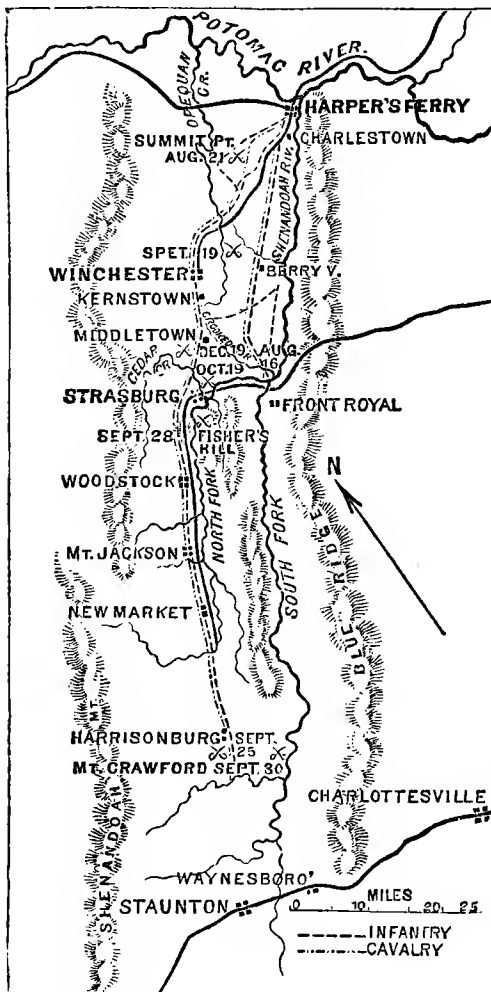 POTOMAC RIVER.
OPEQUAN CR.
HARPER'S FERRY
SUMMIT PT.
AUG. 21
CHARLESTOWN
SHENANDOAH RIV.
SPET. 19
WINCHESTER
BERRY V.
KERNSTOWN
MIDDLETOWN
CEDAR CR.
DEC. 19
OCT. 19
AUG. 16
STRASBURG
FRONT ROYAL
SEPT. 28
FISHER'S
HILL
N
WOODSTOCK
NORTH FORK
SOUTH FORK
BLUE RIDGE
MT. JACKSON
NEW MARKET
HARRISONBURG SEPT.
25
MT. CRAWFORD SEPT. 30
SHENANDOAH MT.
CHARLOTTESVILLE
WAYNESBORO'
STAUNTON
MILES
0 10 20 25
INFANTRY
CAVALRY